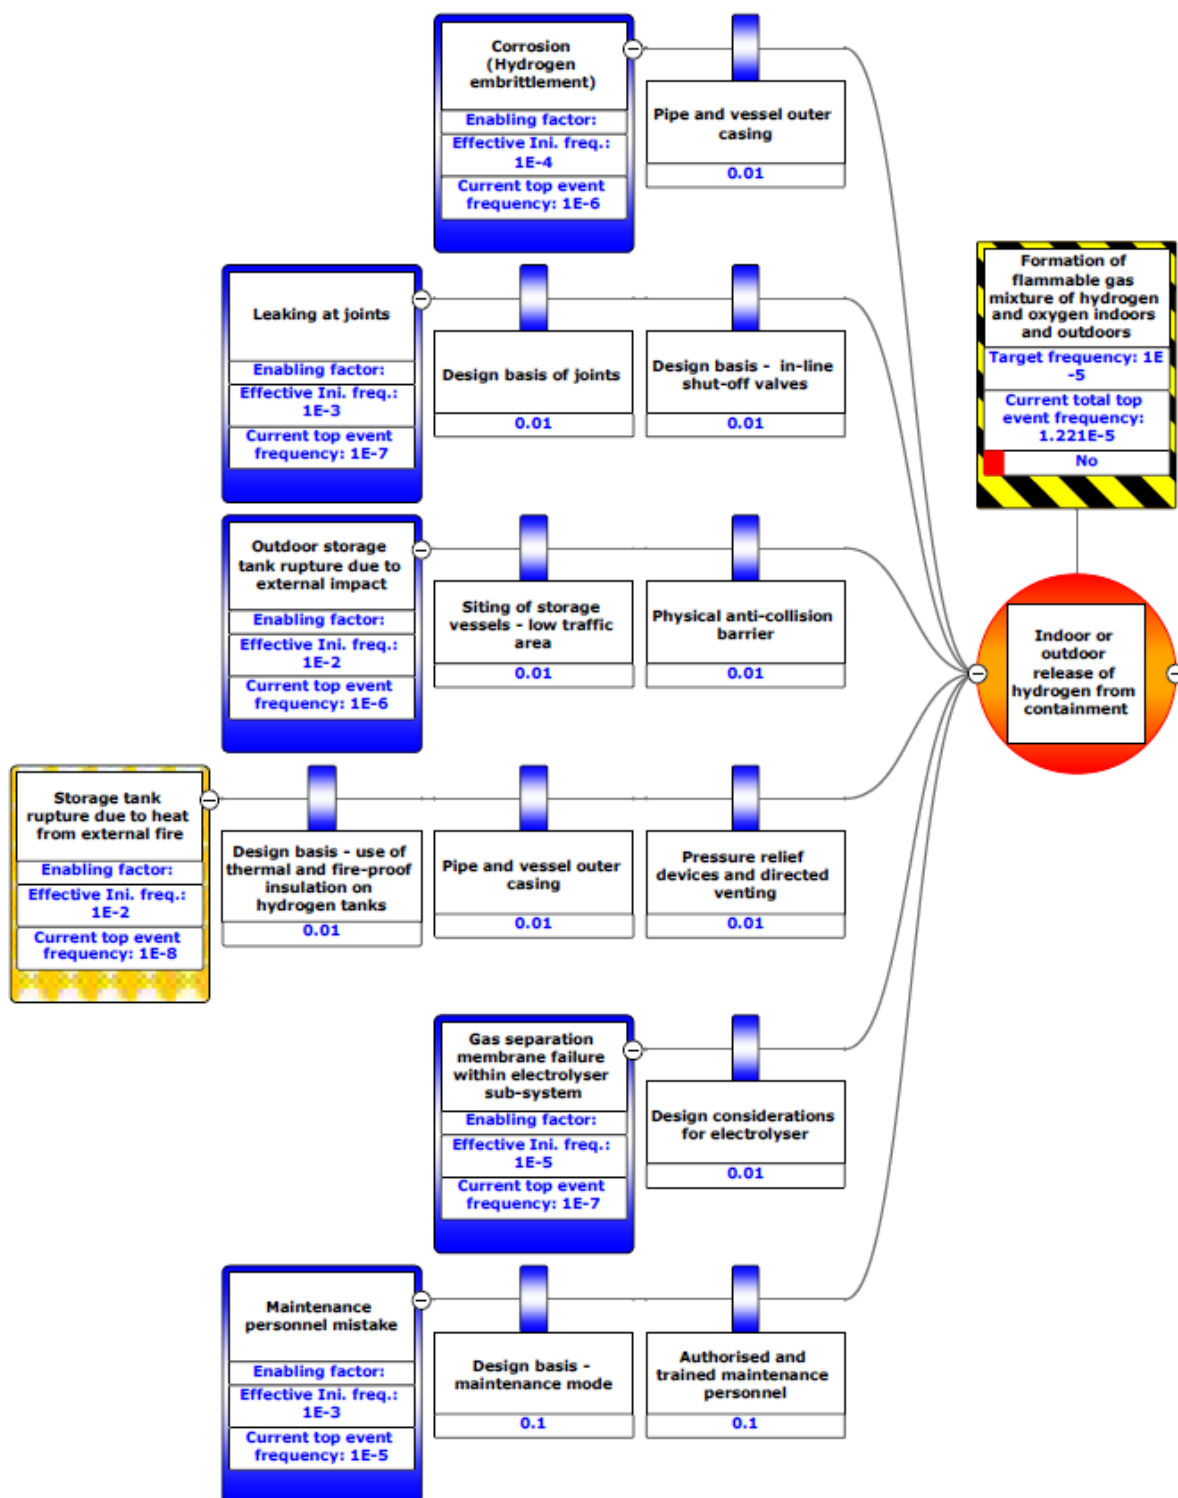 Corrosion
(Hydrogen
embrittlement)
Enabling factor:
Effective Ini. freq.:
1E-4
Current top event
frequency: 1E-6
Pipe and vessel outer
casing
0.01
Formation of
flammable gas
mixture of hydrogen
and oxygen indoors
and outdoors
Target frequency: 1E
-5
Current total top
event frequency:
1.221E-5
No
Leaking at joints
Enabling factor:
Effective Ini. freq.:
1E-3
Current top event
frequency: 1E-7
Design basis of joints
0.01
Design basis - in-line
shut-off valves
0.01
Outdoor storage
tank rupture due to
external impact
Enabling factor:
Effective Ini. freq.:
1E-2
Current top event
frequency: 1E-6
Siting of storage
vessels - low traffic
area
0.01
Physical anti-collision
barrier
0.01
Indoor or
outdoor
release of
hydrogen from
containment
Storage tank
rupture due to heat
from external fire
Enabling factor:
Effective Ini. freq.:
1E-2
Current top event
frequency: 1E-8
Design basis - use of
thermal and fire-proof
insulation on
hydrogen tanks
0.01
Pipe and vessel outer
casing
0.01
Pressure relief
devices and directed
venting
0.01
Gas separation
membrane failure
within electrolyser
sub-system
Enabling factor:
Effective Ini. freq.:
1E-5
Current top event
frequency: 1E-7
Design considerations
for electrolyser
0.01
Maintenance
personnel mistake
Enabling factor:
Effective Ini. freq.:
1E-3
Current top event
frequency: 1E-5
Design basis -
maintenance mode
0.1
Authorised and
trained maintenance
personnel
0.1